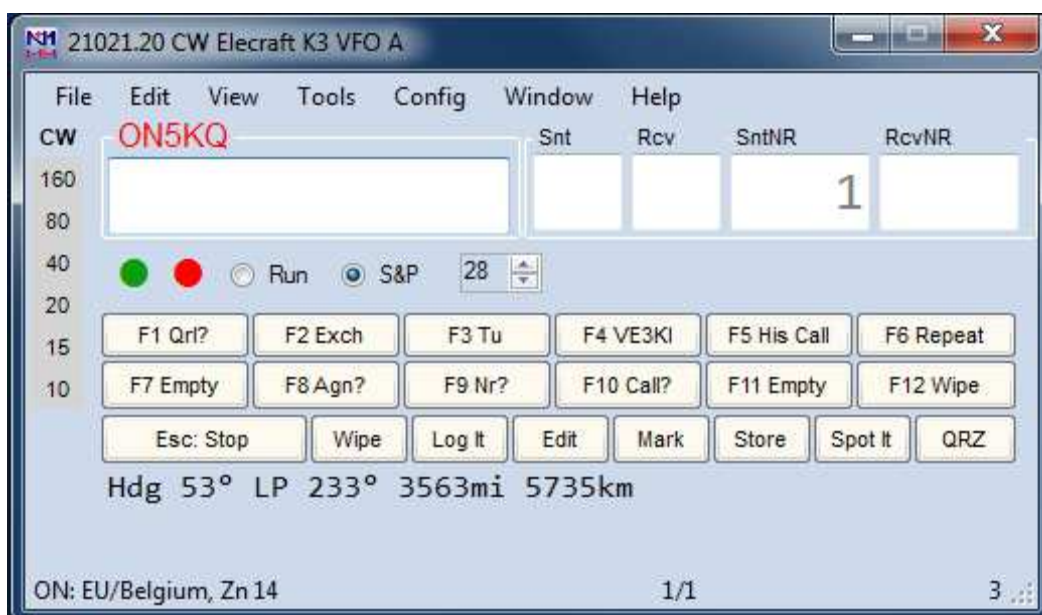 21021.20 CW Elecraft K3 VFO A
File Edit View Tools Config Window Help
CW ON5KQ Snt Rcv SntNR RcvNR
160 1
80
40 Run S&P 28
20
F1 Qrl? F2 Exch F3 Tu F4 VE3KI F5 His Call F6 Repeat
15
F7 Empty F8 Agn? F9 Nr? F10 Call? F11 Empty F12 Wipe
10
Esc: Stop Wipe Log It Edit Mark Store Spot It QRZ
Hdg 53° LP 233° 3563mi 5735km
ON: EU/Belgium, Zn 14 1/1 3